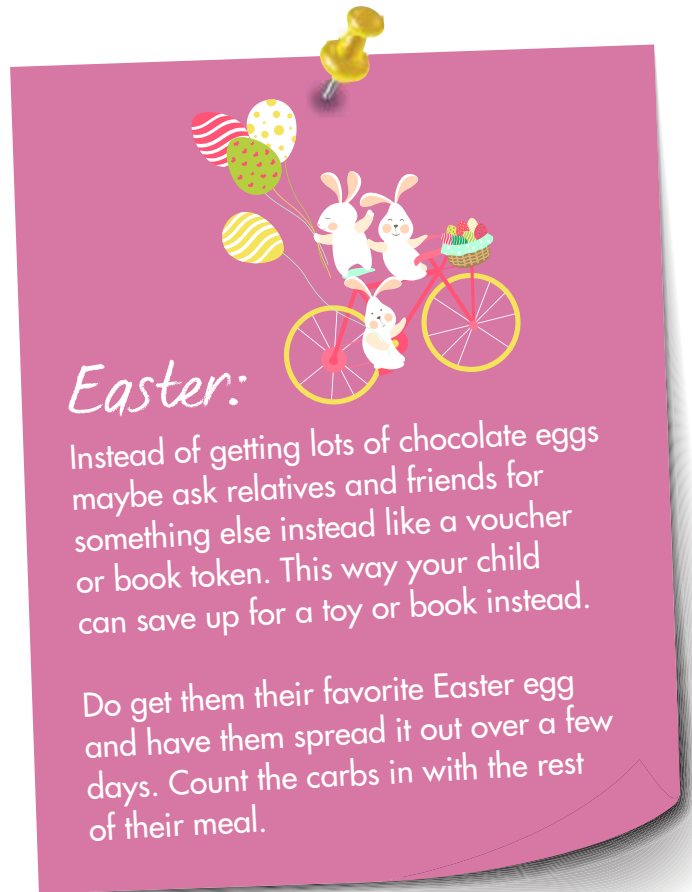 Easter:
Instead of getting lots of chocolate eggs
maybe ask relatives and friends for
something else instead like a voucher
or book token. This way your child
can save up for a toy or book instead.
Do get them their favorite Easter egg
and have them spread it out over a few
days. Count the carbs in with the rest
of their meal.